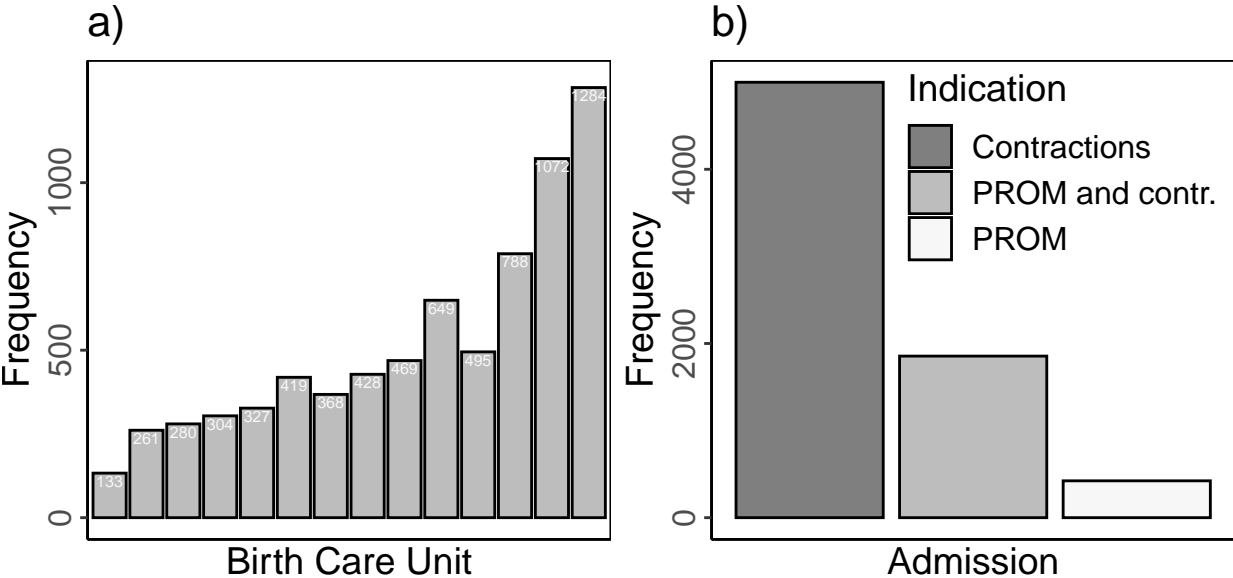 a)
Frequency
1000
500
0
133
261
280
304
327
419
368
428
469
649
495
788
1072
1284
Birth Care Unit
b)
Frequency
4000
2000
0
Indication
Contractions
PROM and contr.
PROM
Admission